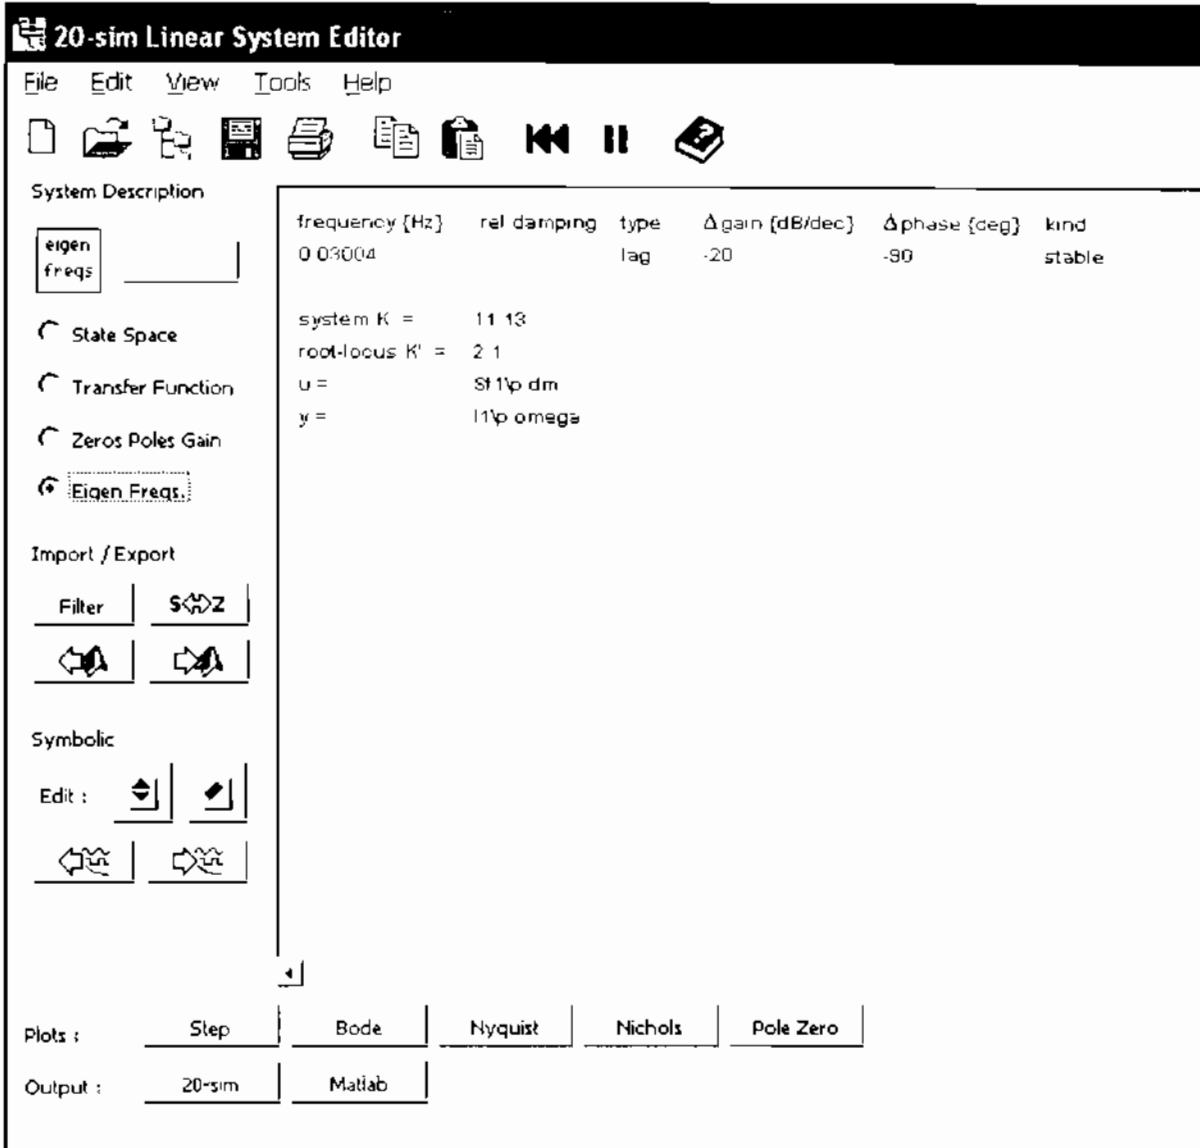 20-sim Linear System Editor
File Edit View Tools Help
System Description
eigen
freqs
frequency {Hz} rel damping type Δ gain {dB/dec} Δ phase {deg} kind
0 03004 lag -20 -90 stable
system K = 11 13
root-locus K' = 2 1
u = Sf1\p dm
y = I1\p omega
State Space
Transfer Function
Zeros Poles Gain
Eigen Freqs.
Import / Export
Filter S Z
Symbolic
Edit :
Plots : Step Bode Nyquist Nichols Pole Zero
Output : 20-sim Matlab